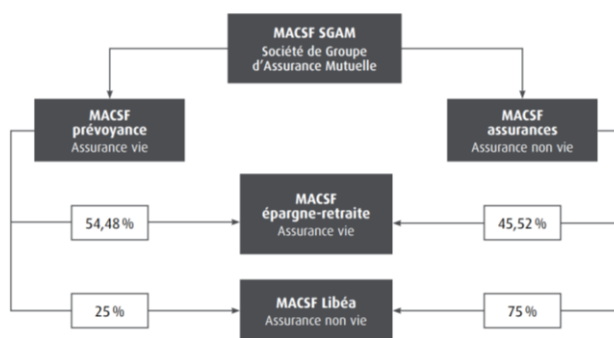 MACSF SGAM
Société de Groupe
d'Assurance Mutuelle
MACSF
prévoyance
Assurance vie
MACSF
assurances
Assurance non vie
MACSF
épargne-retraite
Assurance vie
54,48 %
45,52 %
MACSF Libéa
Assurance non vie
25 %
75 %